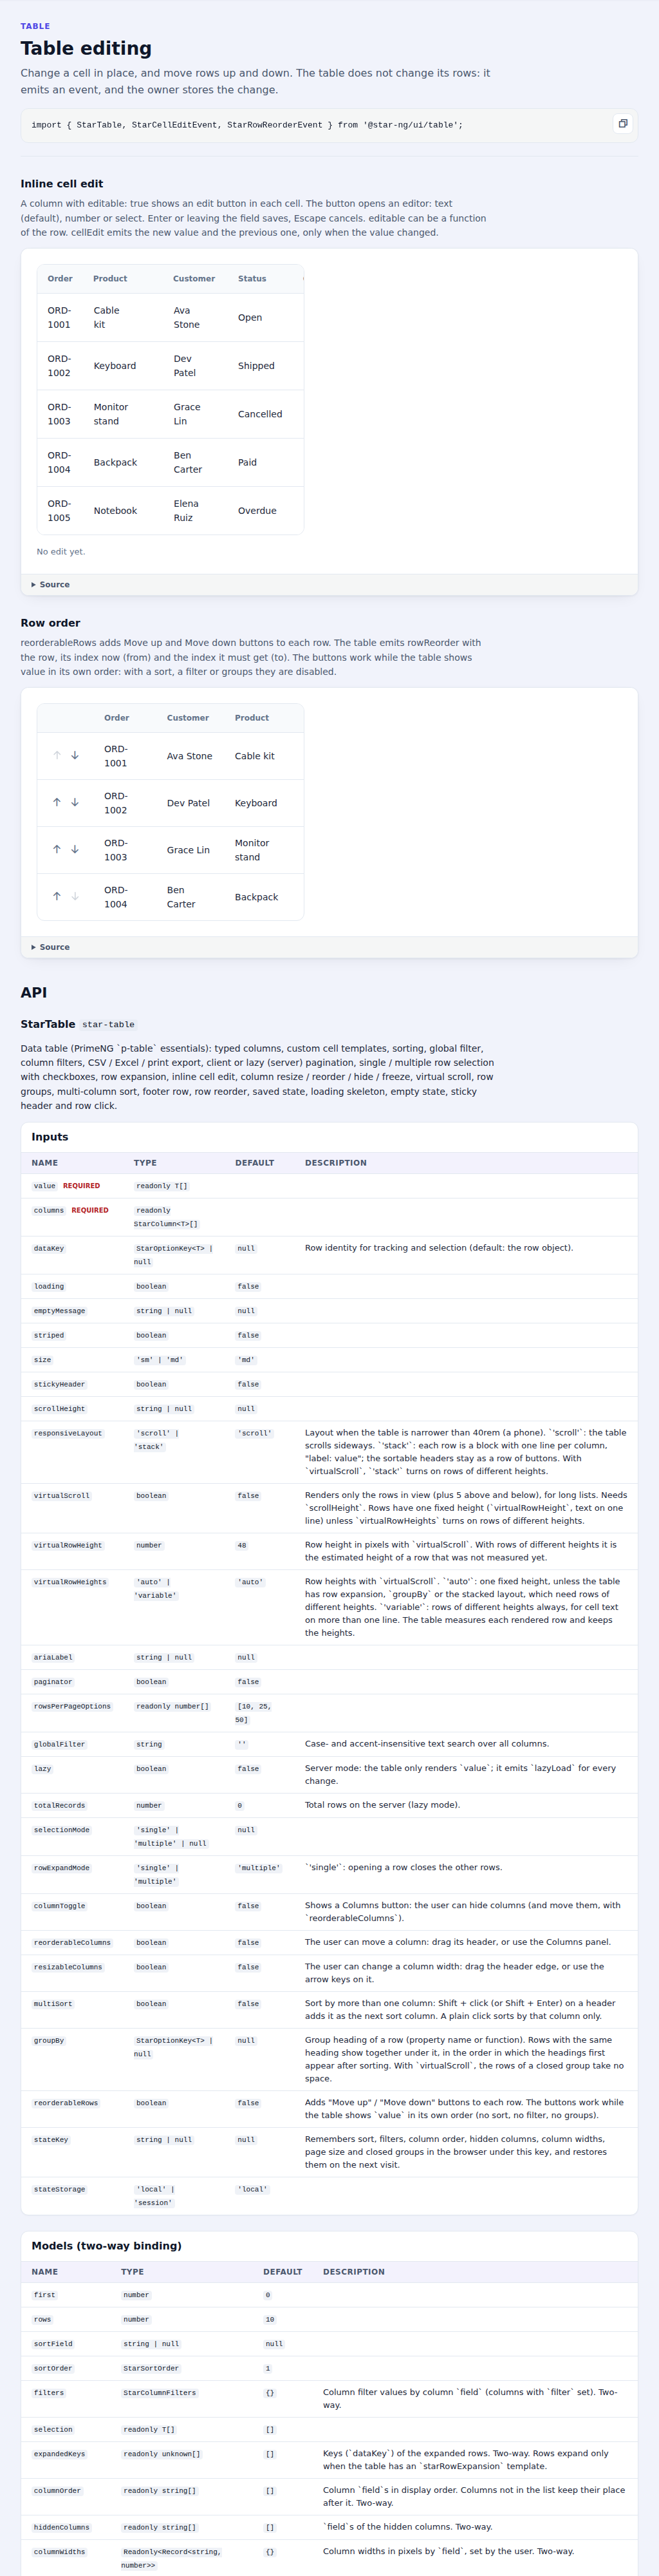 TABLE
Table editing
Change a cell in place, and move rows up and down. The table does not change its rows: it
emits an event, and the owner stores the change.
import { StarTable, StarCellEditEvent, StarRowReorderEvent } from '@star-ng/ui/table';
Inline cell edit
A column with editable: true shows an edit button in each cell. The button opens an editor: text
(default), number or select. Enter or leaving the field saves, Escape cancels. editable can be a function
of the row. cellEdit emits the new value and the previous one, only when the value changed.
Order Product Customer Status
ORD-1001 Cable kit Ava Stone Open
ORD-1002 Keyboard Dev Patel Shipped
ORD-1003 Monitor stand Grace Lin Cancelled
ORD-1004 Backpack Ben Carter Paid
ORD-1005 Notebook Elena Ruiz Overdue
No edit yet.
Source
Row order
reorderableRows adds Move up and Move down buttons to each row. The table emits rowReorder with
the row, its index now (from) and the index it must get (to). The buttons work while the table shows
value in its own order: with a sort, a filter or groups they are disabled.
Order Customer Product
ORD-1001 Ava Stone Cable kit
ORD-1002 Dev Patel Keyboard
ORD-1003 Grace Lin Monitor stand
ORD-1004 Ben Carter Backpack
Source
API
StarTable star-table
Data table (PrimeNG `p-table` essentials): typed columns, custom cell templates, sorting, global filter,
column filters, CSV / Excel / print export, client or lazy (server) pagination, single / multiple row selection
with checkboxes, row expansion, inline cell edit, column resize / reorder / hide / freeze, virtual scroll, row
groups, multi-column sort, footer row, row reorder, saved state, loading skeleton, empty state, sticky
header and row click.
Inputs
NAME TYPE DEFAULT DESCRIPTION
value REQUIRED readonly T[]
columns REQUIRED readonly StarColumn<T>[]
dataKey StarOptionKey<T> | null null Row identity for tracking and selection (default: the row object).
loading boolean false
emptyMessage string | null null
striped boolean false
size 'sm' | 'md' 'md'
stickyHeader boolean false
scrollHeight string | null null
responsiveLayout 'scroll' | 'stack' 'scroll' Layout when the table is narrower than 40rem (a phone). `'scroll'`: the table
scrolls sideways. `'stack'`: each row is a block with one line per column,
"label: value"; the sortable headers stay as a row of buttons. With
`virtualScroll`, `'stack'` turns on rows of different heights.
virtualScroll boolean false Renders only the rows in view (plus 5 above and below), for long lists. Needs
`scrollHeight`. Rows have one fixed height (`virtualRowHeight`, text on one
line) unless `virtualRowHeights` turns on rows of different heights.
virtualRowHeight number 48 Row height in pixels with `virtualScroll`. With rows of different heights it is
the estimated height of a row that was not measured yet.
virtualRowHeights 'auto' | 'variable' 'auto' Row heights with `virtualScroll`. `'auto'`: one fixed height, unless the table
has row expansion, `groupBy` or the stacked layout, which need rows of
different heights. `'variable'`: rows of different heights always, for cell text
on more than one line. The table measures each rendered row and keeps
the heights.
ariaLabel string | null null
paginator boolean false
rowsPerPageOptions readonly number[] [10, 25, 50]
globalFilter string '' Case- and accent-insensitive text search over all columns.
lazy boolean false Server mode: the table only renders `value`; it emits `lazyLoad` for every
change.
totalRecords number 0 Total rows on the server (lazy mode).
selectionMode 'single' | 'multiple' | null null
rowExpandMode 'single' | 'multiple' 'multiple' `'single'`: opening a row closes the other rows.
columnToggle boolean false Shows a Columns button: the user can hide columns (and move them, with
`reorderableColumns`).
reorderableColumns boolean false The user can move a column: drag its header, or use the Columns panel.
resizableColumns boolean false The user can change a column width: drag the header edge, or use the
arrow keys on it.
multiSort boolean false Sort by more than one column: Shift + click (or Shift + Enter) on a header
adds it as the next sort column. A plain click sorts by that column only.
groupBy StarOptionKey<T> | null null Group heading of a row (property name or function). Rows with the same
heading show together under it, in the order in which the headings first
appear after sorting. With `virtualScroll`, the rows of a closed group take no
space.
reorderableRows boolean false Adds "Move up" / "Move down" buttons to each row. The buttons work while
the table shows `value` in its own order (no sort, no filter, no groups).
stateKey string | null null Remembers sort, filters, column order, hidden columns, column widths,
page size and closed groups in the browser under this key, and restores
them on the next visit.
stateStorage 'local' | 'session' 'local'
Models (two-way binding)
NAME TYPE DEFAULT DESCRIPTION
first number 0
rows number 10
sortField string | null null
sortOrder StarSortOrder 1
filters StarColumnFilters {} Column filter values by column `field` (columns with `filter` set). Two-
way.
selection readonly T[] []
expandedKeys readonly unknown[] [] Keys (`dataKey`) of the expanded rows. Two-way. Rows expand only
when the table has an `starRowExpansion` template.
columnOrder readonly string[] [] Column `field`s in display order. Columns not in the list keep their place
after it. Two-way.
hiddenColumns readonly string[] [] `field`s of the hidden columns. Two-way.
columnWidths Readonly<Record<string, number>> {} Column widths in pixels by `field`, set by the user. Two-way.